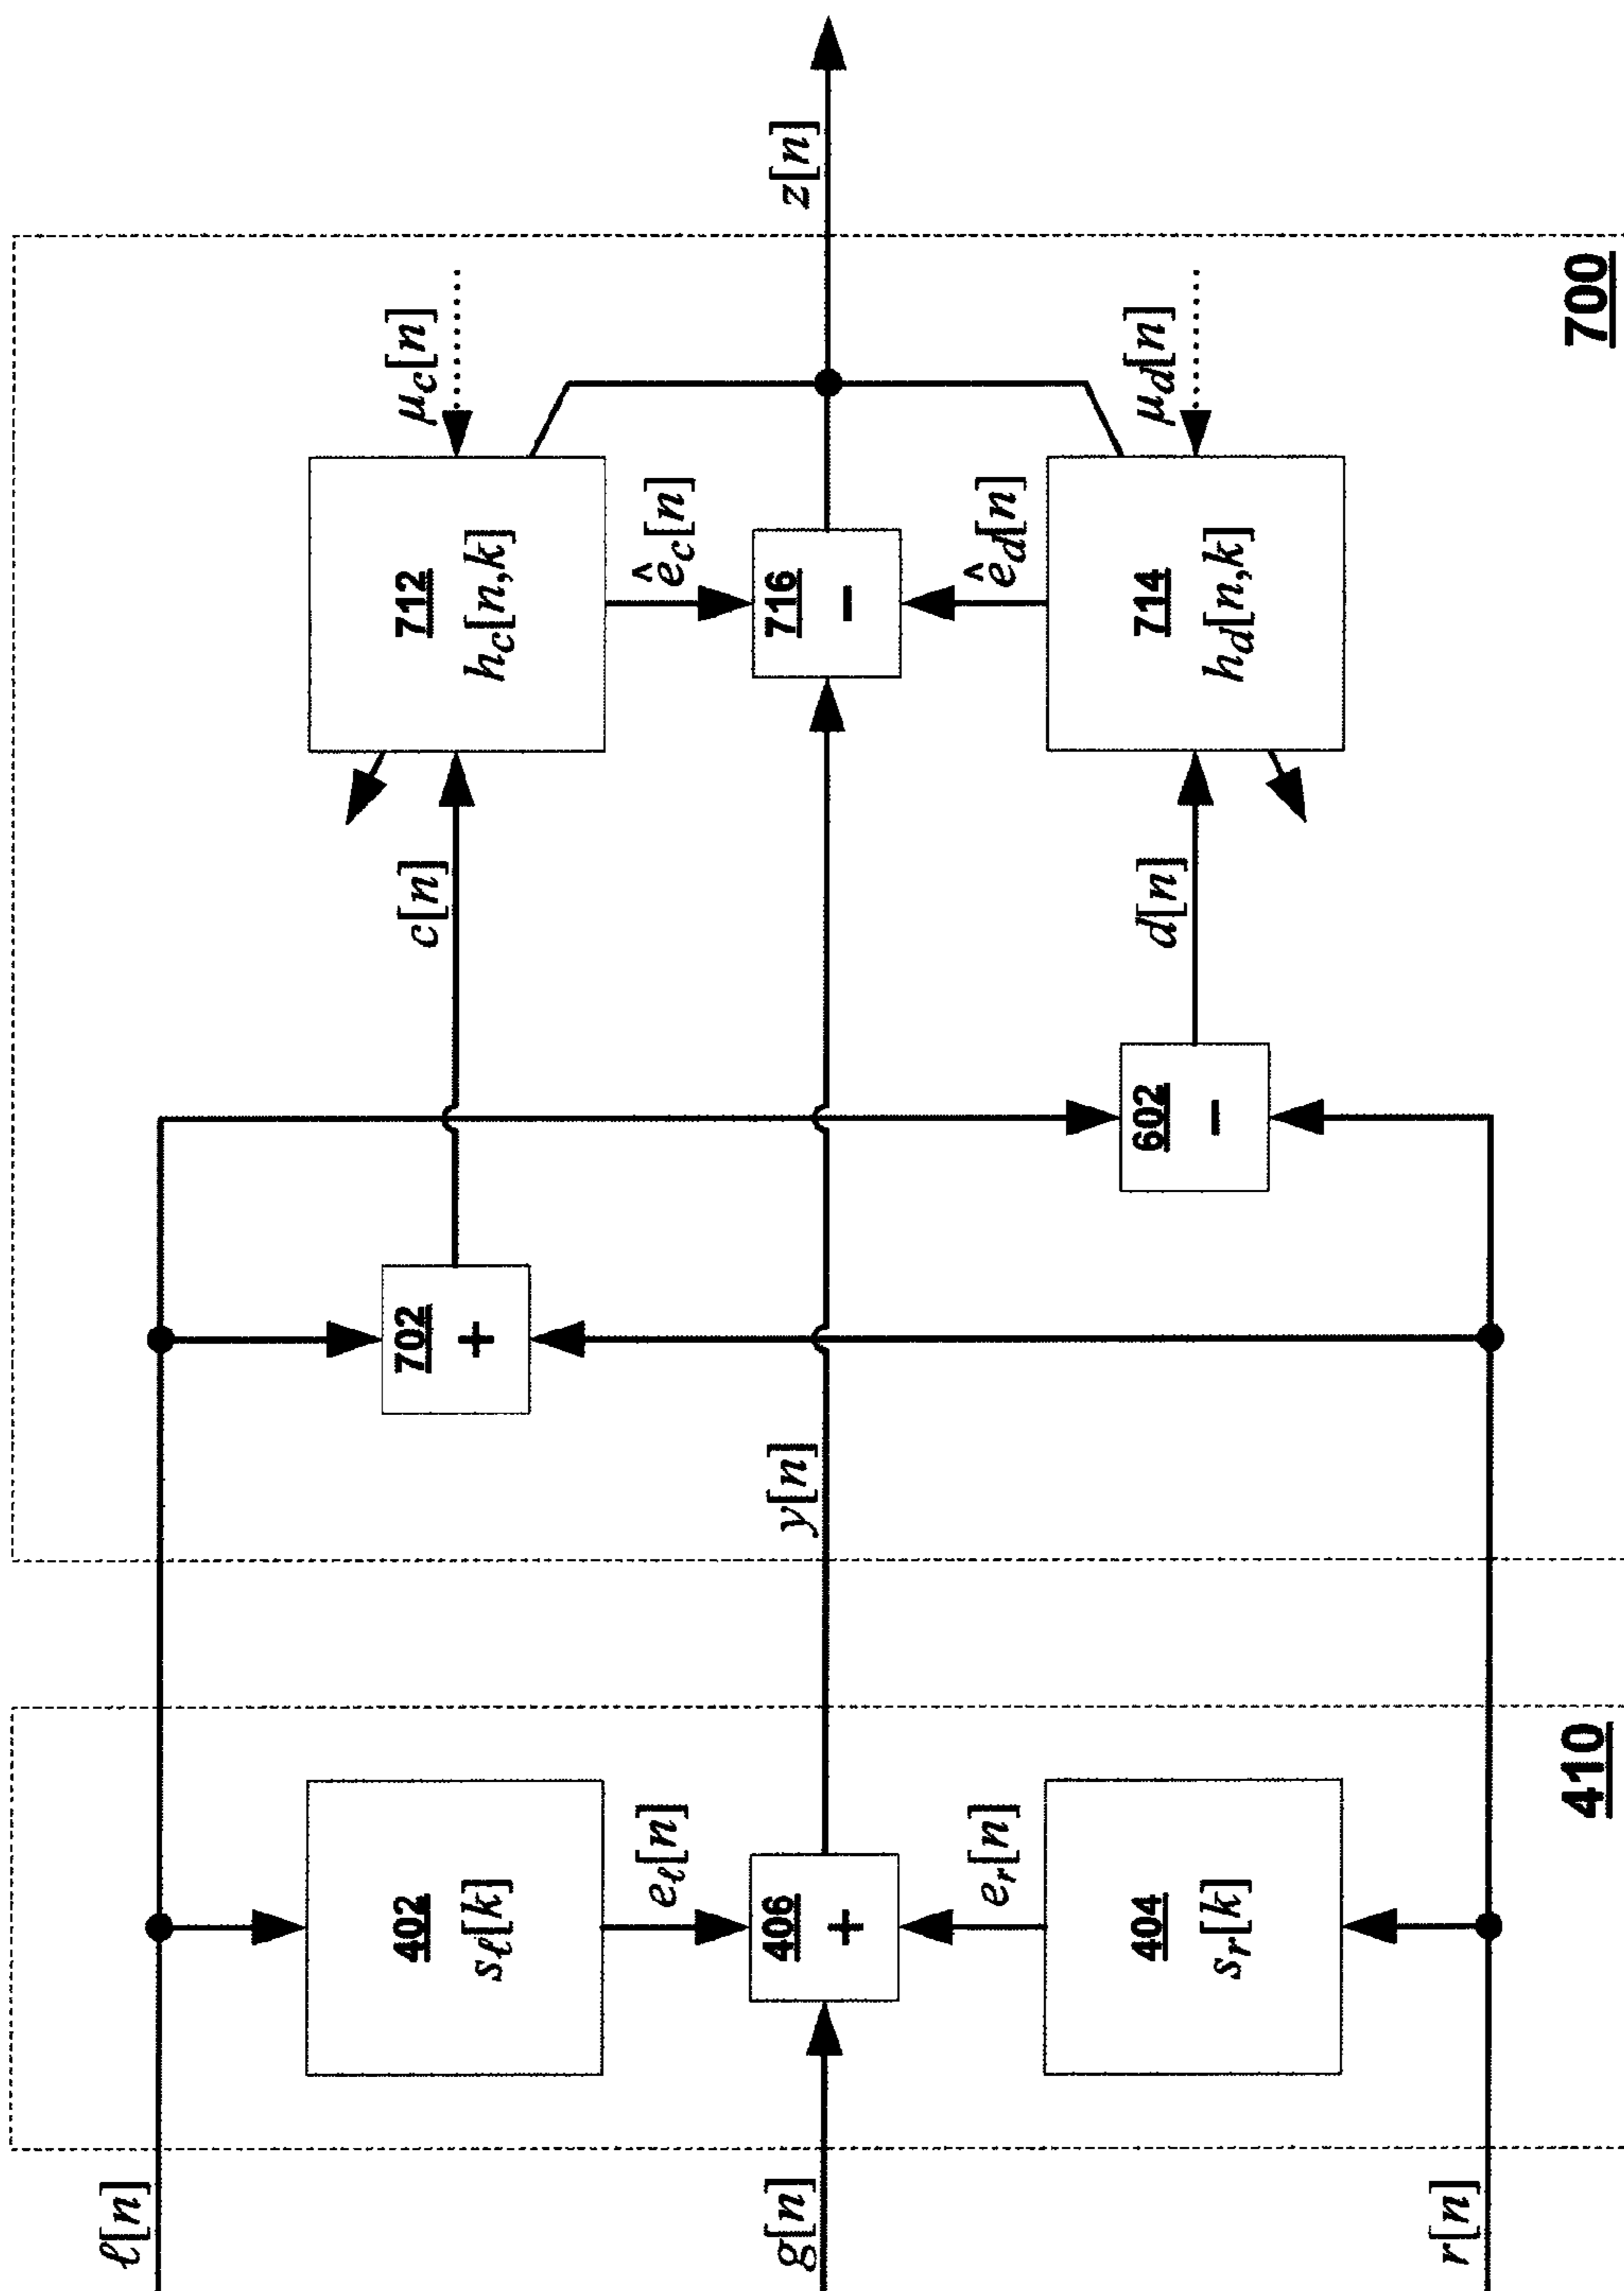 ℓ[n]
g[n]
r[n]
402
s_ℓ[k]
e_ℓ[n]
406
+
e_r[n]
404
s_r[k]
410
y[n]
702
+
602
−
c[n]
d[n]
712
h_c[n,k]
ê_c[n]
716
−
ê_d[n]
714
h_d[n,k]
μ_c[n]
μ_d[n]
700
z[n]